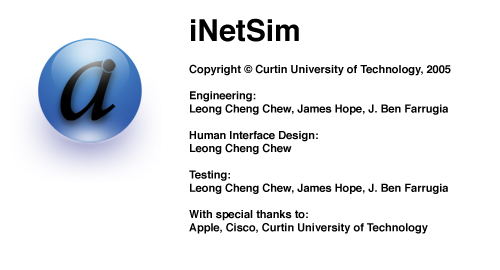 a
iNetSim
Copyright © Curtin University of Technology, 2005
Engineering:
Leong Cheng Chew, James Hope, J. Ben Farrugia
Human Interface Design:
Leong Cheng Chew
Testing:
Leong Cheng Chew, James Hope, J. Ben Farrugia
With special thanks to:
Apple, Cisco, Curtin University of Technology